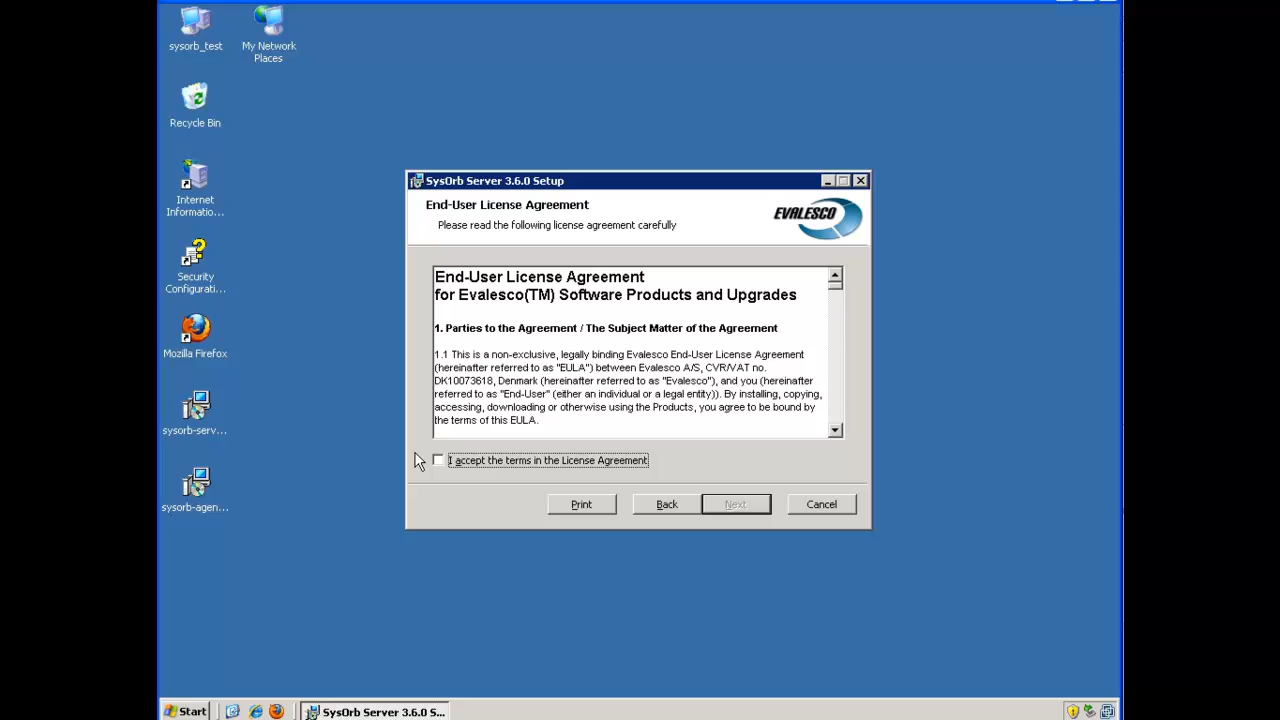 sysorb_test
My Network
Places
Recycle Bin
Internet
Informatio...
Security
Configurati...
Mozilla Firefox
sysorb-serv...
sysorb-agen...
SysOrb Server 3.6.0 Setup
End-User License Agreement
Please read the following license agreement carefully
EVALESCO
End-User License Agreement
for Evalesco(TM) Software Products and Upgrades
1. Parties to the Agreement / The Subject Matter of the Agreement
1.1 This is a non-exclusive, legally binding Evalesco End-User License Agreement
(hereinafter referred to as "EULA") between Evalesco A/S, CVR/VAT no.
DK10073618, Denmark (hereinafter referred to as "Evalesco"), and you (hereinafter
referred to as "End-User" (either an individual or a legal entity)). By installing, copying,
accessing, downloading or otherwise using the Products, you agree to be bound by
the terms of this EULA.
I accept the terms in the License Agreement
Print
Back
Next
Cancel
Start
SysOrb Server 3.6.0 S...